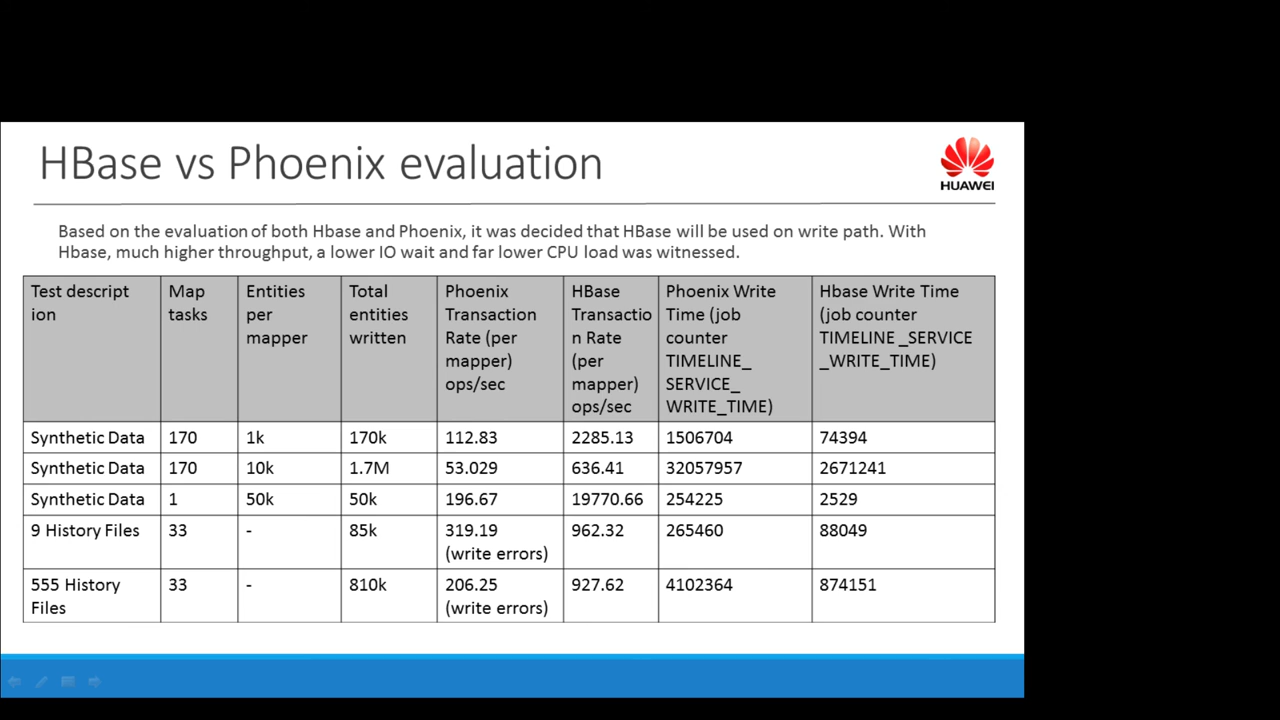 HBase vs Phoenix evaluation
HUAWEI
Based on the evaluation of both Hbase and Phoenix, it was decided that HBase will be used on write path. With
Hbase, much higher throughput, a lower IO wait and far lower CPU load was witnessed.
Test descript
ion
Map
tasks
Entities
per
mapper
Total
entities
written
Phoenix
Transaction
Rate (per
mapper)
ops/sec
HBase
Transactio
n Rate
(per
mapper)
ops/sec
Phoenix Write
Time (job
counter
TIMELINE_
SERVICE_
WRITE_TIME)
Hbase Write Time
(job counter
TIMELINE _SERVICE
_WRITE_TIME)
Synthetic Data 170 1k 170k 112.83 2285.13 1506704 74394
Synthetic Data 170 10k 1.7M 53.029 636.41 32057957 2671241
Synthetic Data 1 50k 50k 196.67 19770.66 254225 2529
9 History Files 33 - 85k 319.19 962.32 265460 88049
(write errors)
555 History 33 - 810k 206.25 927.62 4102364 874151
Files (write errors)